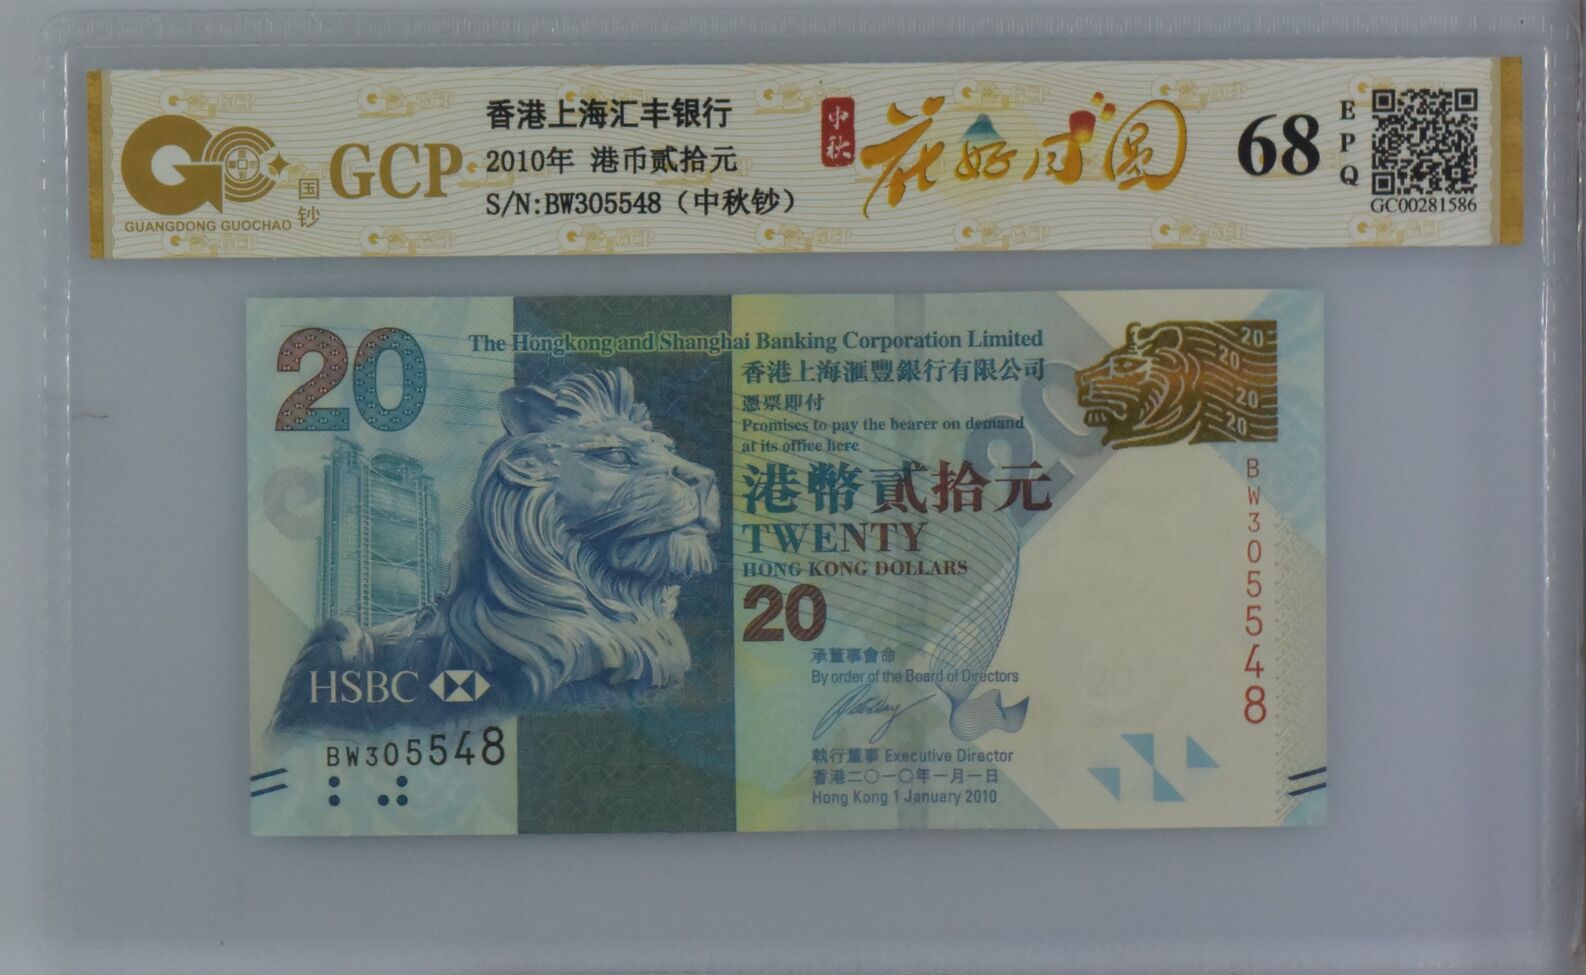 香港上海汇丰银行
2010年 港币贰拾元
S/N:BW305548（中秋钞）
GCP
国钞
GUANGDONG GUOCHAO
中秋
花好月圆
68
EPQ
GC00281586
20
The Hongkong and Shanghai Banking Corporation Limited
香港上海滙豐銀行有限公司
憑票即付
Promises to pay the bearer on demand
at its office here
港幣貳拾元
TWENTY
HONG KONG DOLLARS
20
承董事會命
By order of the Board of Directors
執行董事 Executive Director
香港二〇一〇年一月一日
Hong Kong 1 January 2010
HSBC
BW305548
20
20
20
20
20
BW305548